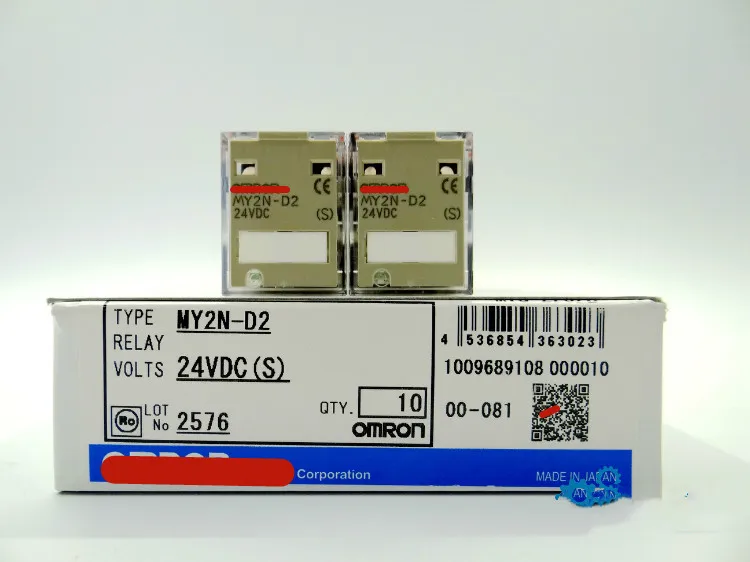 CE
MY2N-D2
24VDC (S)
CE
MY2N-D2
24VDC (S)
TYPE MY2N-D2
RELAY
VOLTS 24VDC(S)
LOT No 2576
QTY. 10
omron
4 536854 363023
1009689108 000010
00-081
Corporation
MADE IN JAPAN